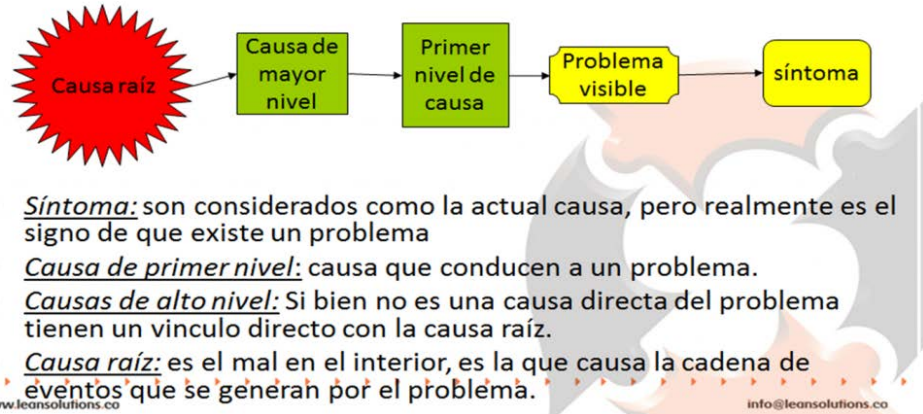 Causa raíz
Causa de
mayor
nivel
Primer
nivel de
causa
Problema
visible
síntoma
Síntoma: son considerados como la actual causa, pero realmente es el
signo de que existe un problema
Causa de primer nivel: causa que conducen a un problema.
Causas de alto nivel: Si bien no es una causa directa del problema
tienen un vinculo directo con la causa raíz.
Causa raíz: es el mal en el interior, es la que causa la cadena de
eventos que se generan por el problema.
w.leansolutions.co
info@leansolutions.co